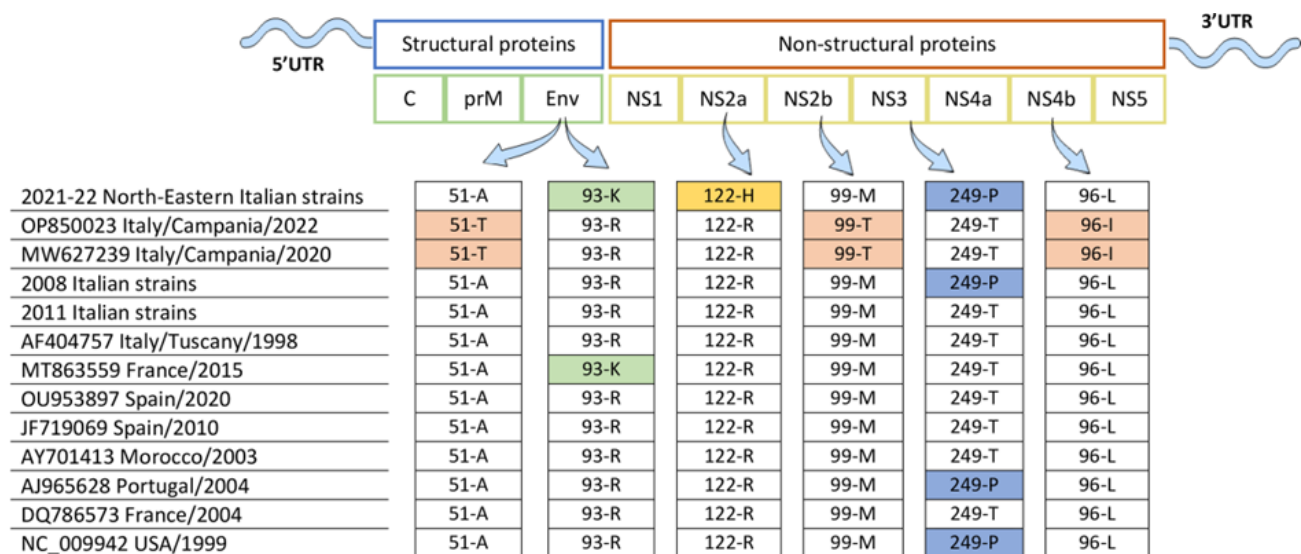 3’UTR
Structural proteins Non-structural proteins
5’UTR
C prM Env NS1 NS2a NS2b NS3 NS4a NS4b NS5
2021-22 North-Eastern Italian strains 51-A 93-K 122-H 99-M 249-P 96-L
OP850023 Italy/Campania/2022 51-T 93-R 122-R 99-T 249-T 96-I
MW627239 Italy/Campania/2020 51-T 93-R 122-R 99-T 249-T 96-I
2008 Italian strains 51-A 93-R 122-R 99-M 249-P 96-L
2011 Italian strains 51-A 93-R 122-R 99-M 249-T 96-L
AF404757 Italy/Tuscany/1998 51-A 93-R 122-R 99-M 249-T 96-L
MT863559 France/2015 51-A 93-K 122-R 99-M 249-T 96-L
OU953897 Spain/2020 51-A 93-R 122-R 99-M 249-T 96-L
JF719069 Spain/2010 51-A 93-R 122-R 99-M 249-T 96-L
AY701413 Morocco/2003 51-A 93-R 122-R 99-M 249-T 96-L
AJ965628 Portugal/2004 51-A 93-R 122-R 99-M 249-P 96-L
DQ786573 France/2004 51-A 93-R 122-R 99-M 249-T 96-L
NC_009942 USA/1999 51-A 93-R 122-R 99-M 249-P 96-L